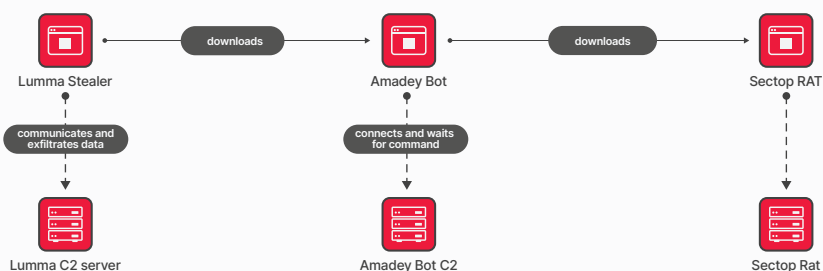 downloads
downloads
Lumma Stealer
Amadey Bot
Sectop RAT
communicates and
exfiltrates data
connects and waits
for command
Lumma C2 server
Amadey Bot C2
Sectop Rat